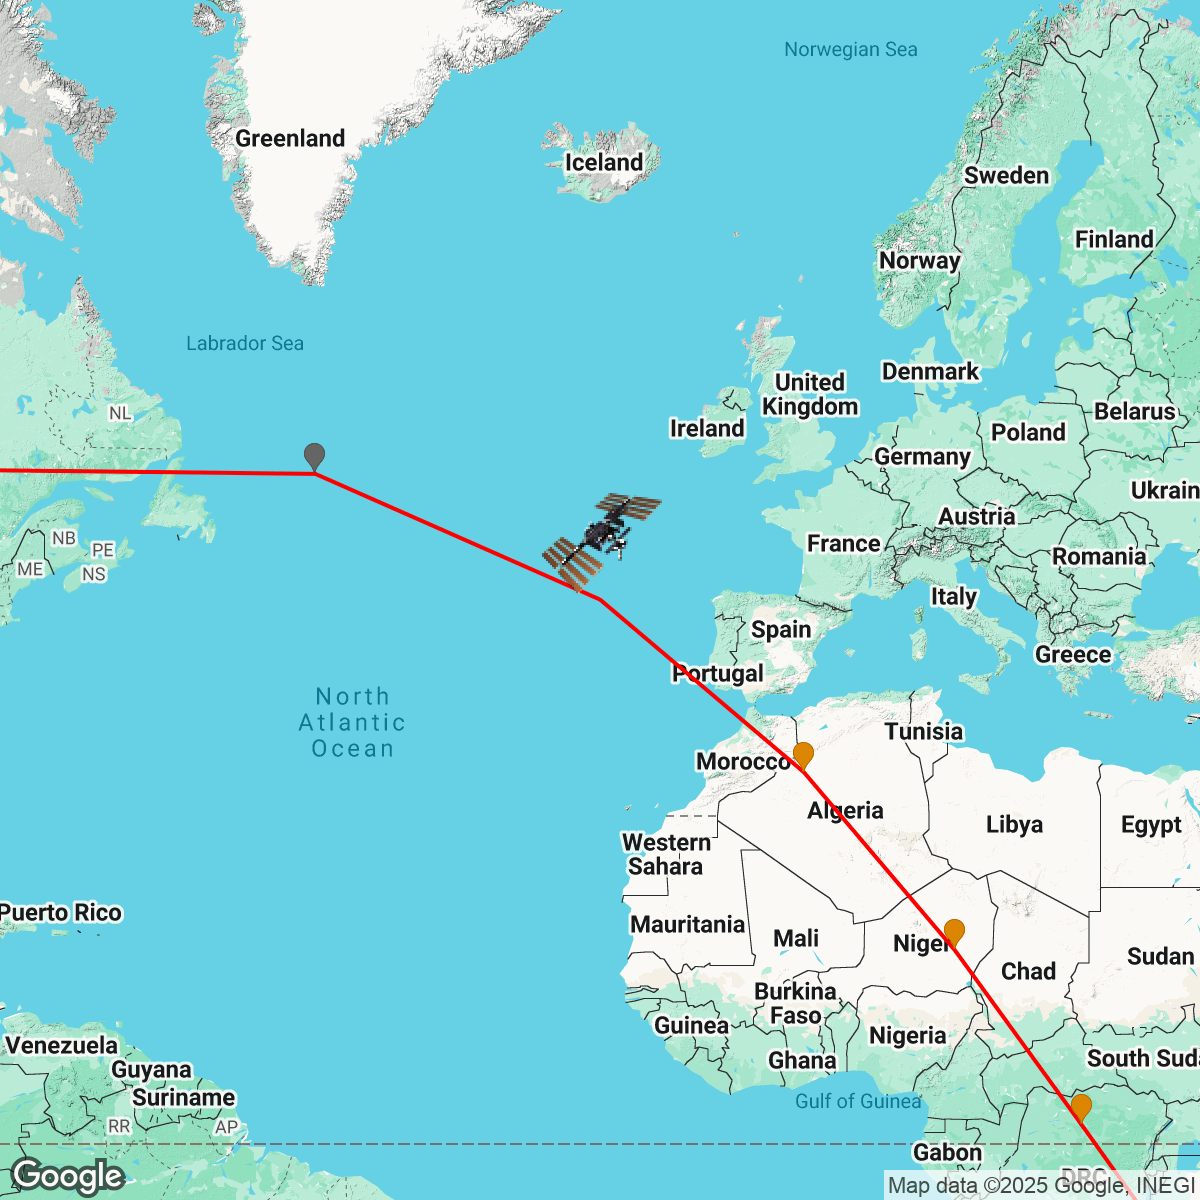 Norwegian Sea
Greenland
Iceland
Sweden
Finland
Norway
Labrador Sea
Denmark
United
Kingdom
NL
Belarus
Ireland
Poland
Germany
Ukrain
Austria
NB
France
PE
Romania
ME
NS
Italy
Spain
Greece
Portugal
North
Atlantic
Ocean
Tunisia
Morocco
Algeria
Libya
Egypt
Western
Sahara
Puerto Rico
Mauritania
Mali
Niger
Sudan
Chad
Burkina
Faso
Guinea
Nigeria
Venezuela
Ghana
South Suda
Guyana
Suriname
Gulf of Guinea
RR
AP
Gabon
DRC
Google
Map data ©2025 Google, INEGI